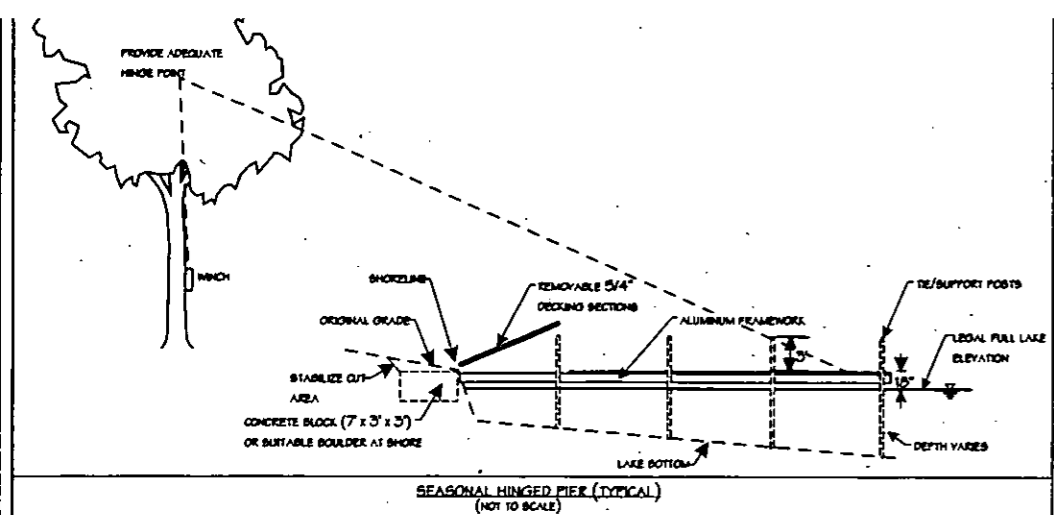 PROVIDE ADEQUATE
HINGE POINT
WINCH
SHORELINE
REMOVABLE 5/4"
DECKING SECTIONS
TIE/SUPPORT POSTS
ORIGINAL GRADE
ALUMINUM FRAMEWORK
LEGAL FULL LAKE
ELEVATION
3'
18"
STABILIZE CUT
AREA
CONCRETE BLOCK (7' x 3' x 3')
OR SUITABLE BOULDER AT SHORE
DEPTH VARIES
LAKE BOTTOM
SEASONAL HINGED PIER (TYPICAL)
(NOT TO SCALE)